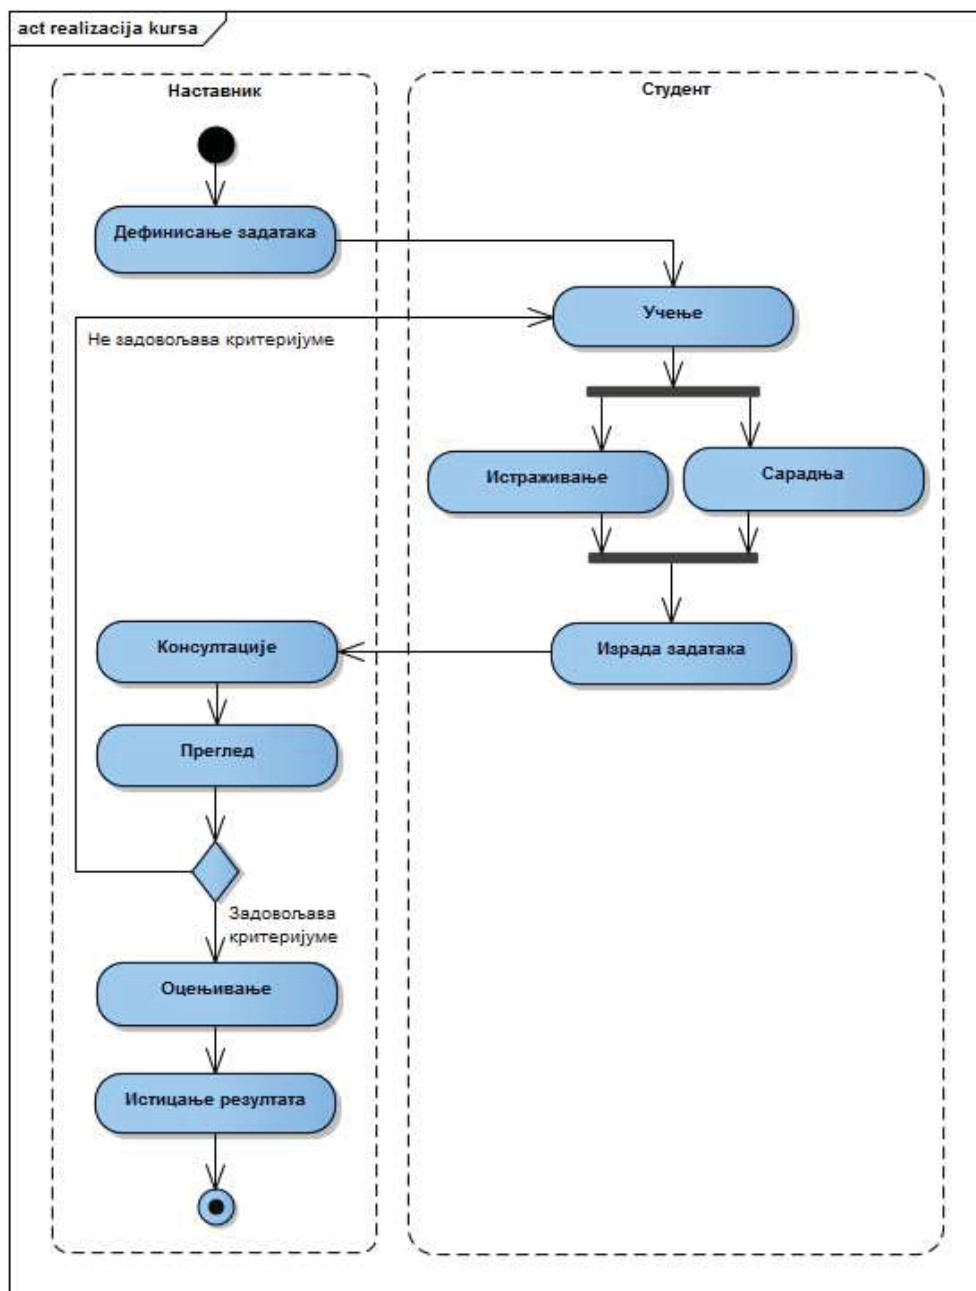 act realizacija kursa
Наставник
Студент
Дефинисање задатака
Учење
Не задовољава критеријуме
Истраживање
Сарадња
Консултације
Израда задатака
Преглед
Задовољава
критеријуме
Оцењивање
Истицање резултата